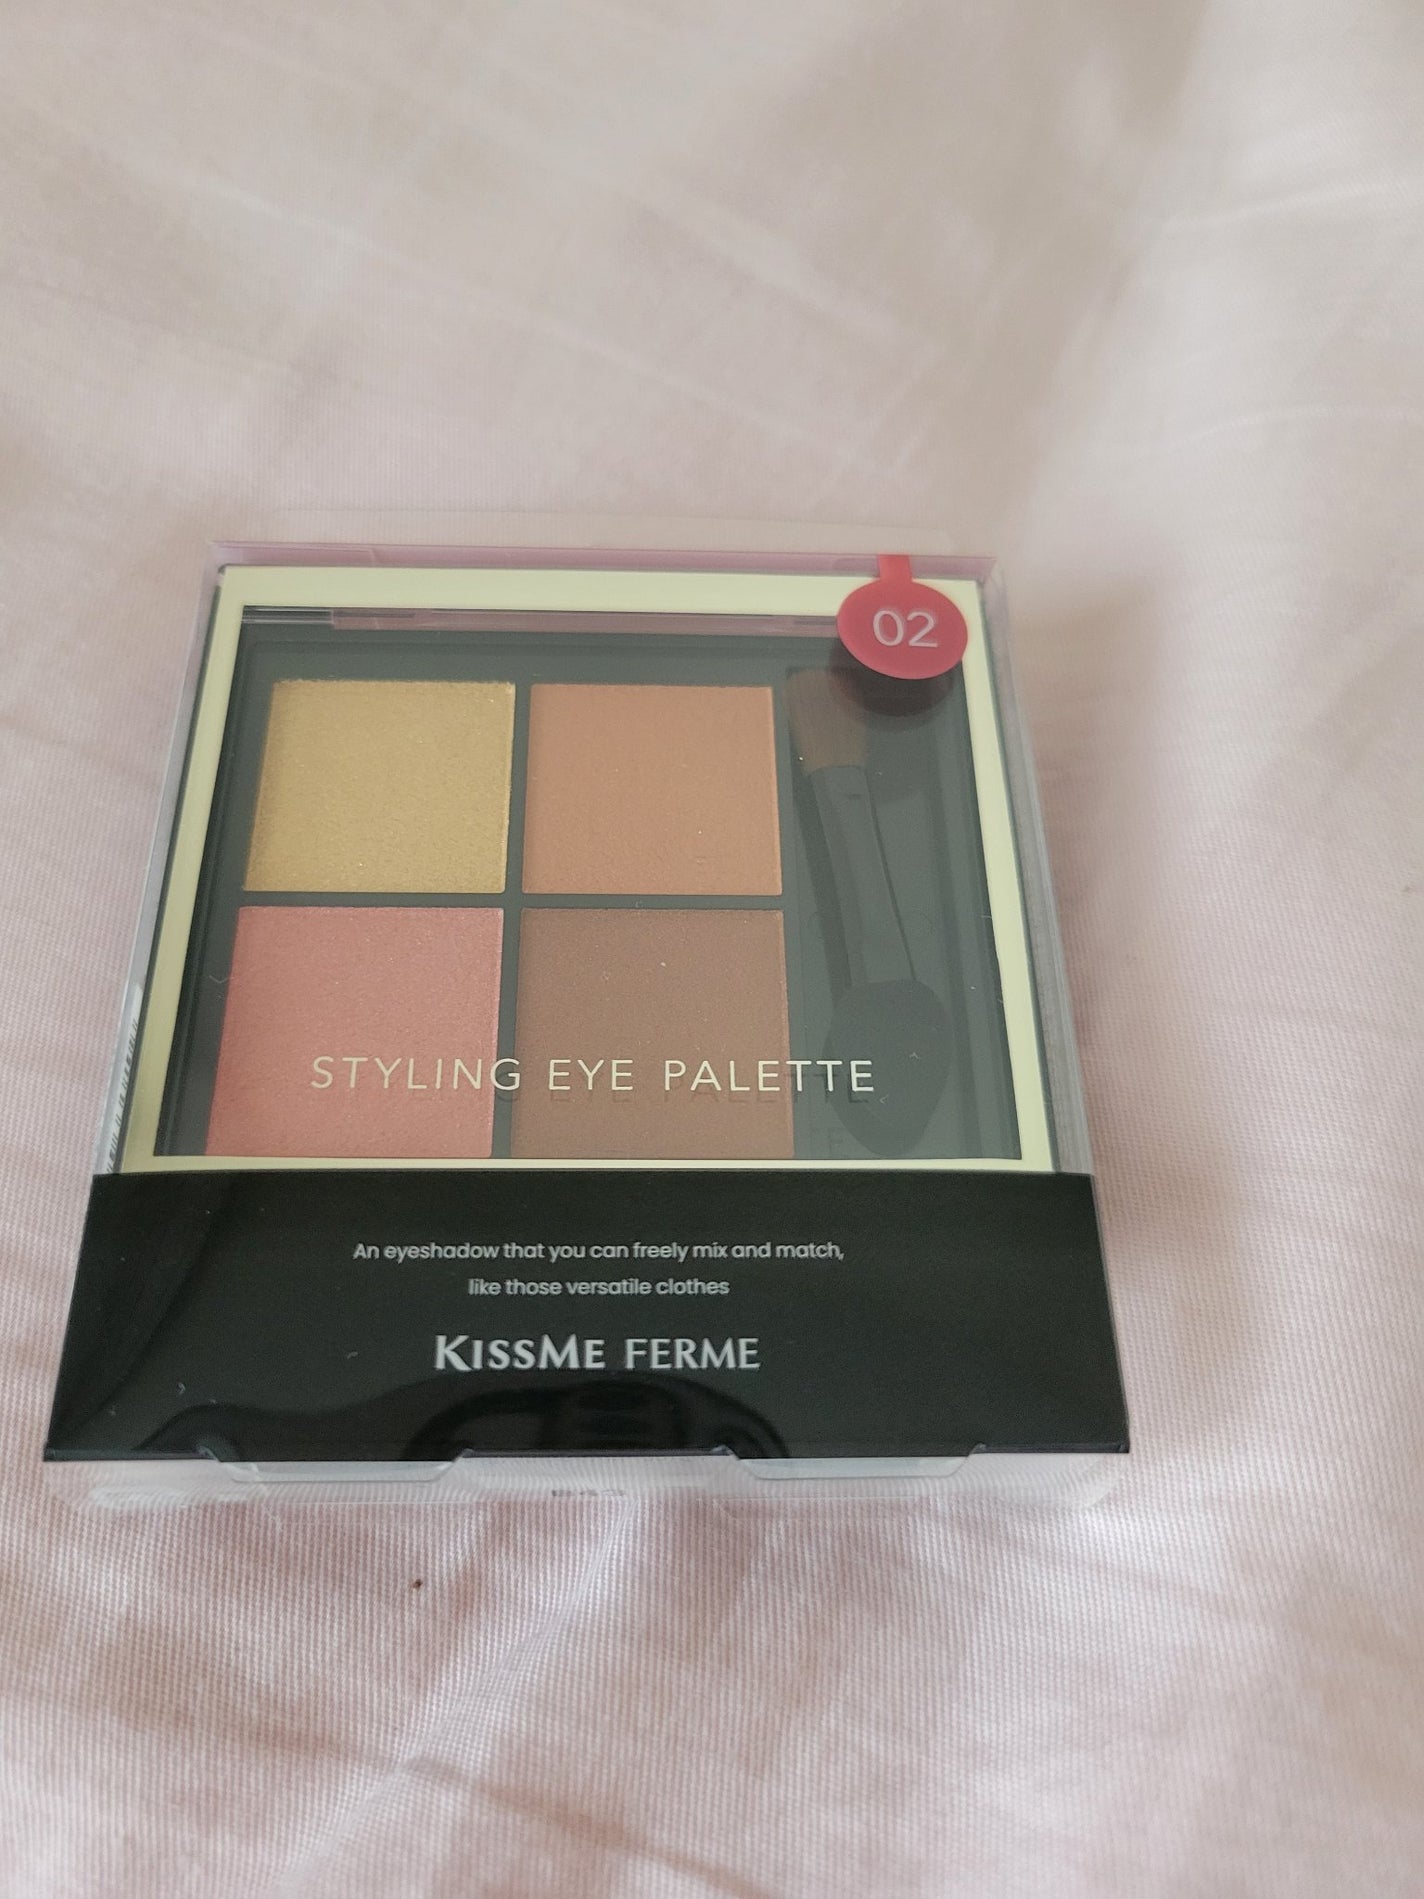 02
STYLING EYE PALETTE
An eyeshadow that you can freely mix and match,
like those versatile clothes
KISSME FERME